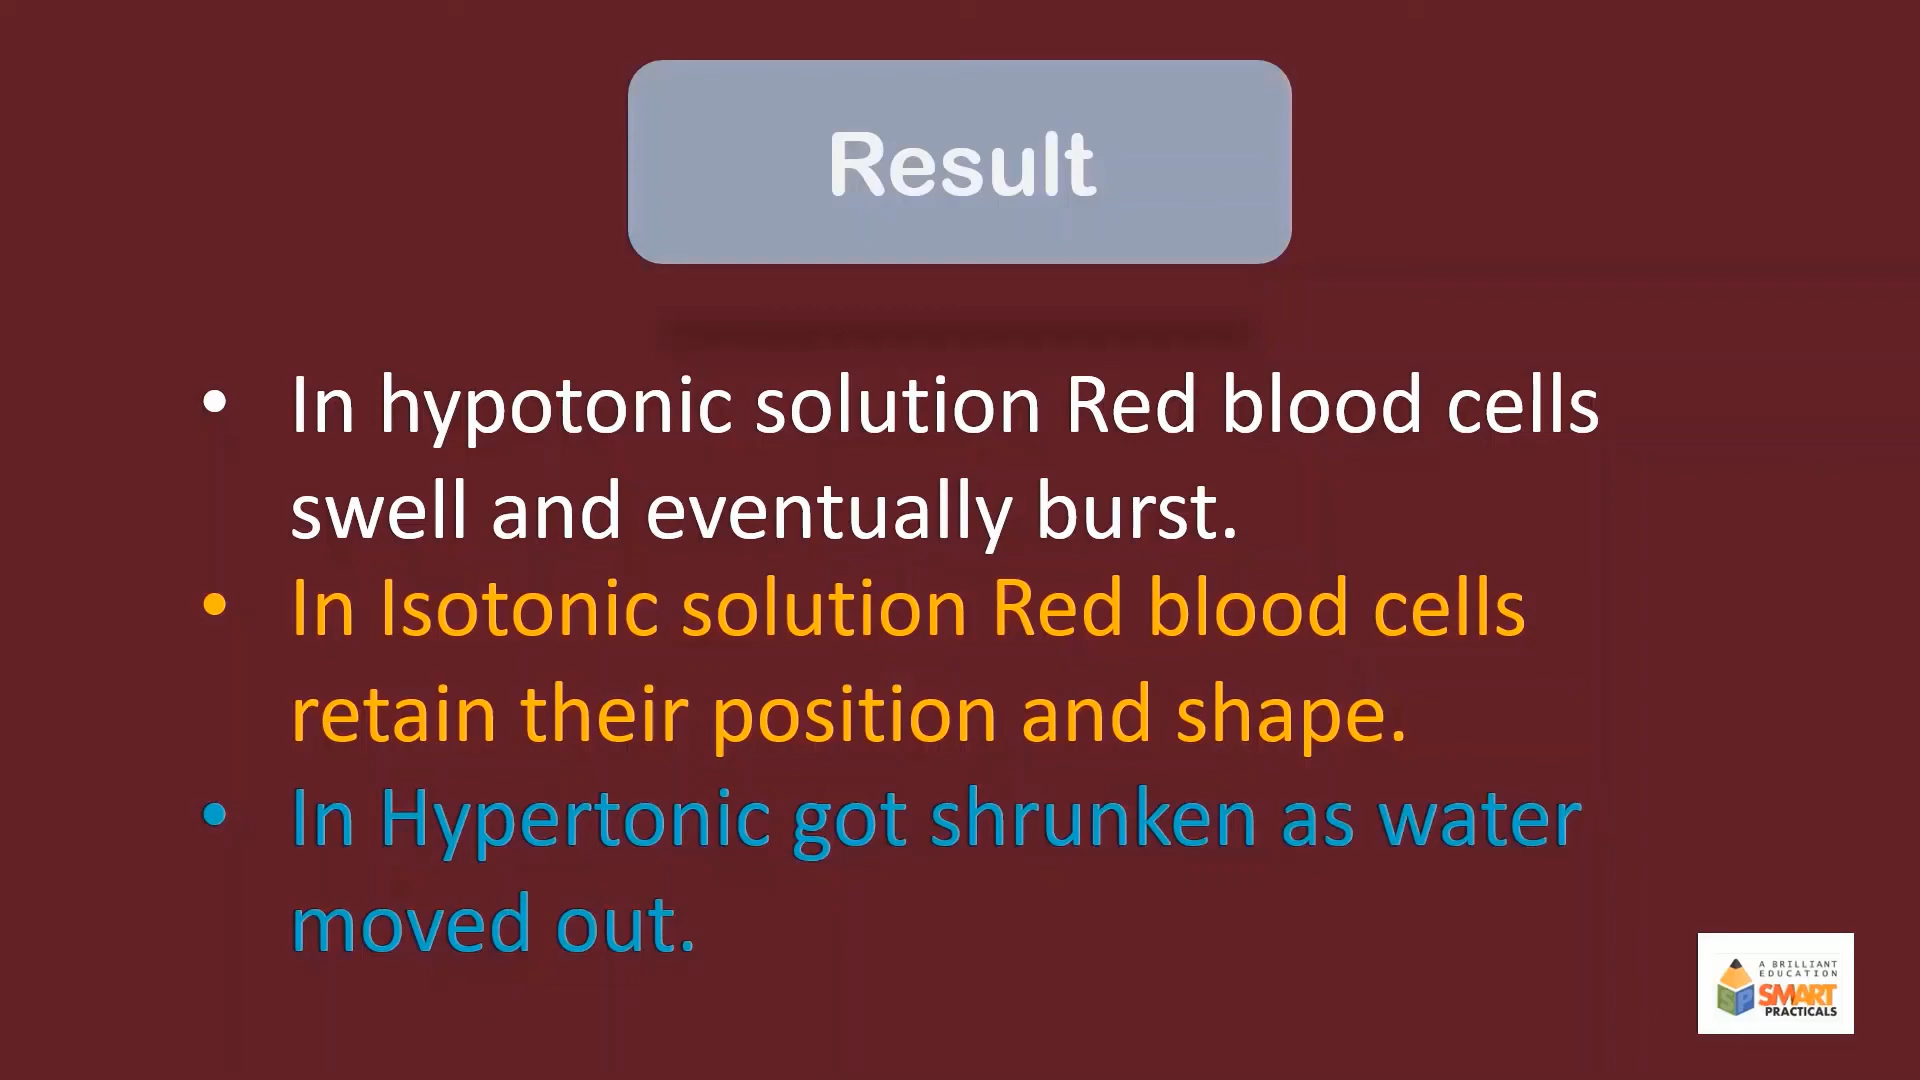 Result
• In hypotonic solution Red blood cells
swell and eventually burst.
• In Isotonic solution Red blood cells
retain their position and shape.
• In Hypertonic got shrunken as water
moved out.
A BRILLIANT
EDUCATION
SP
SMART
PRACTICALS